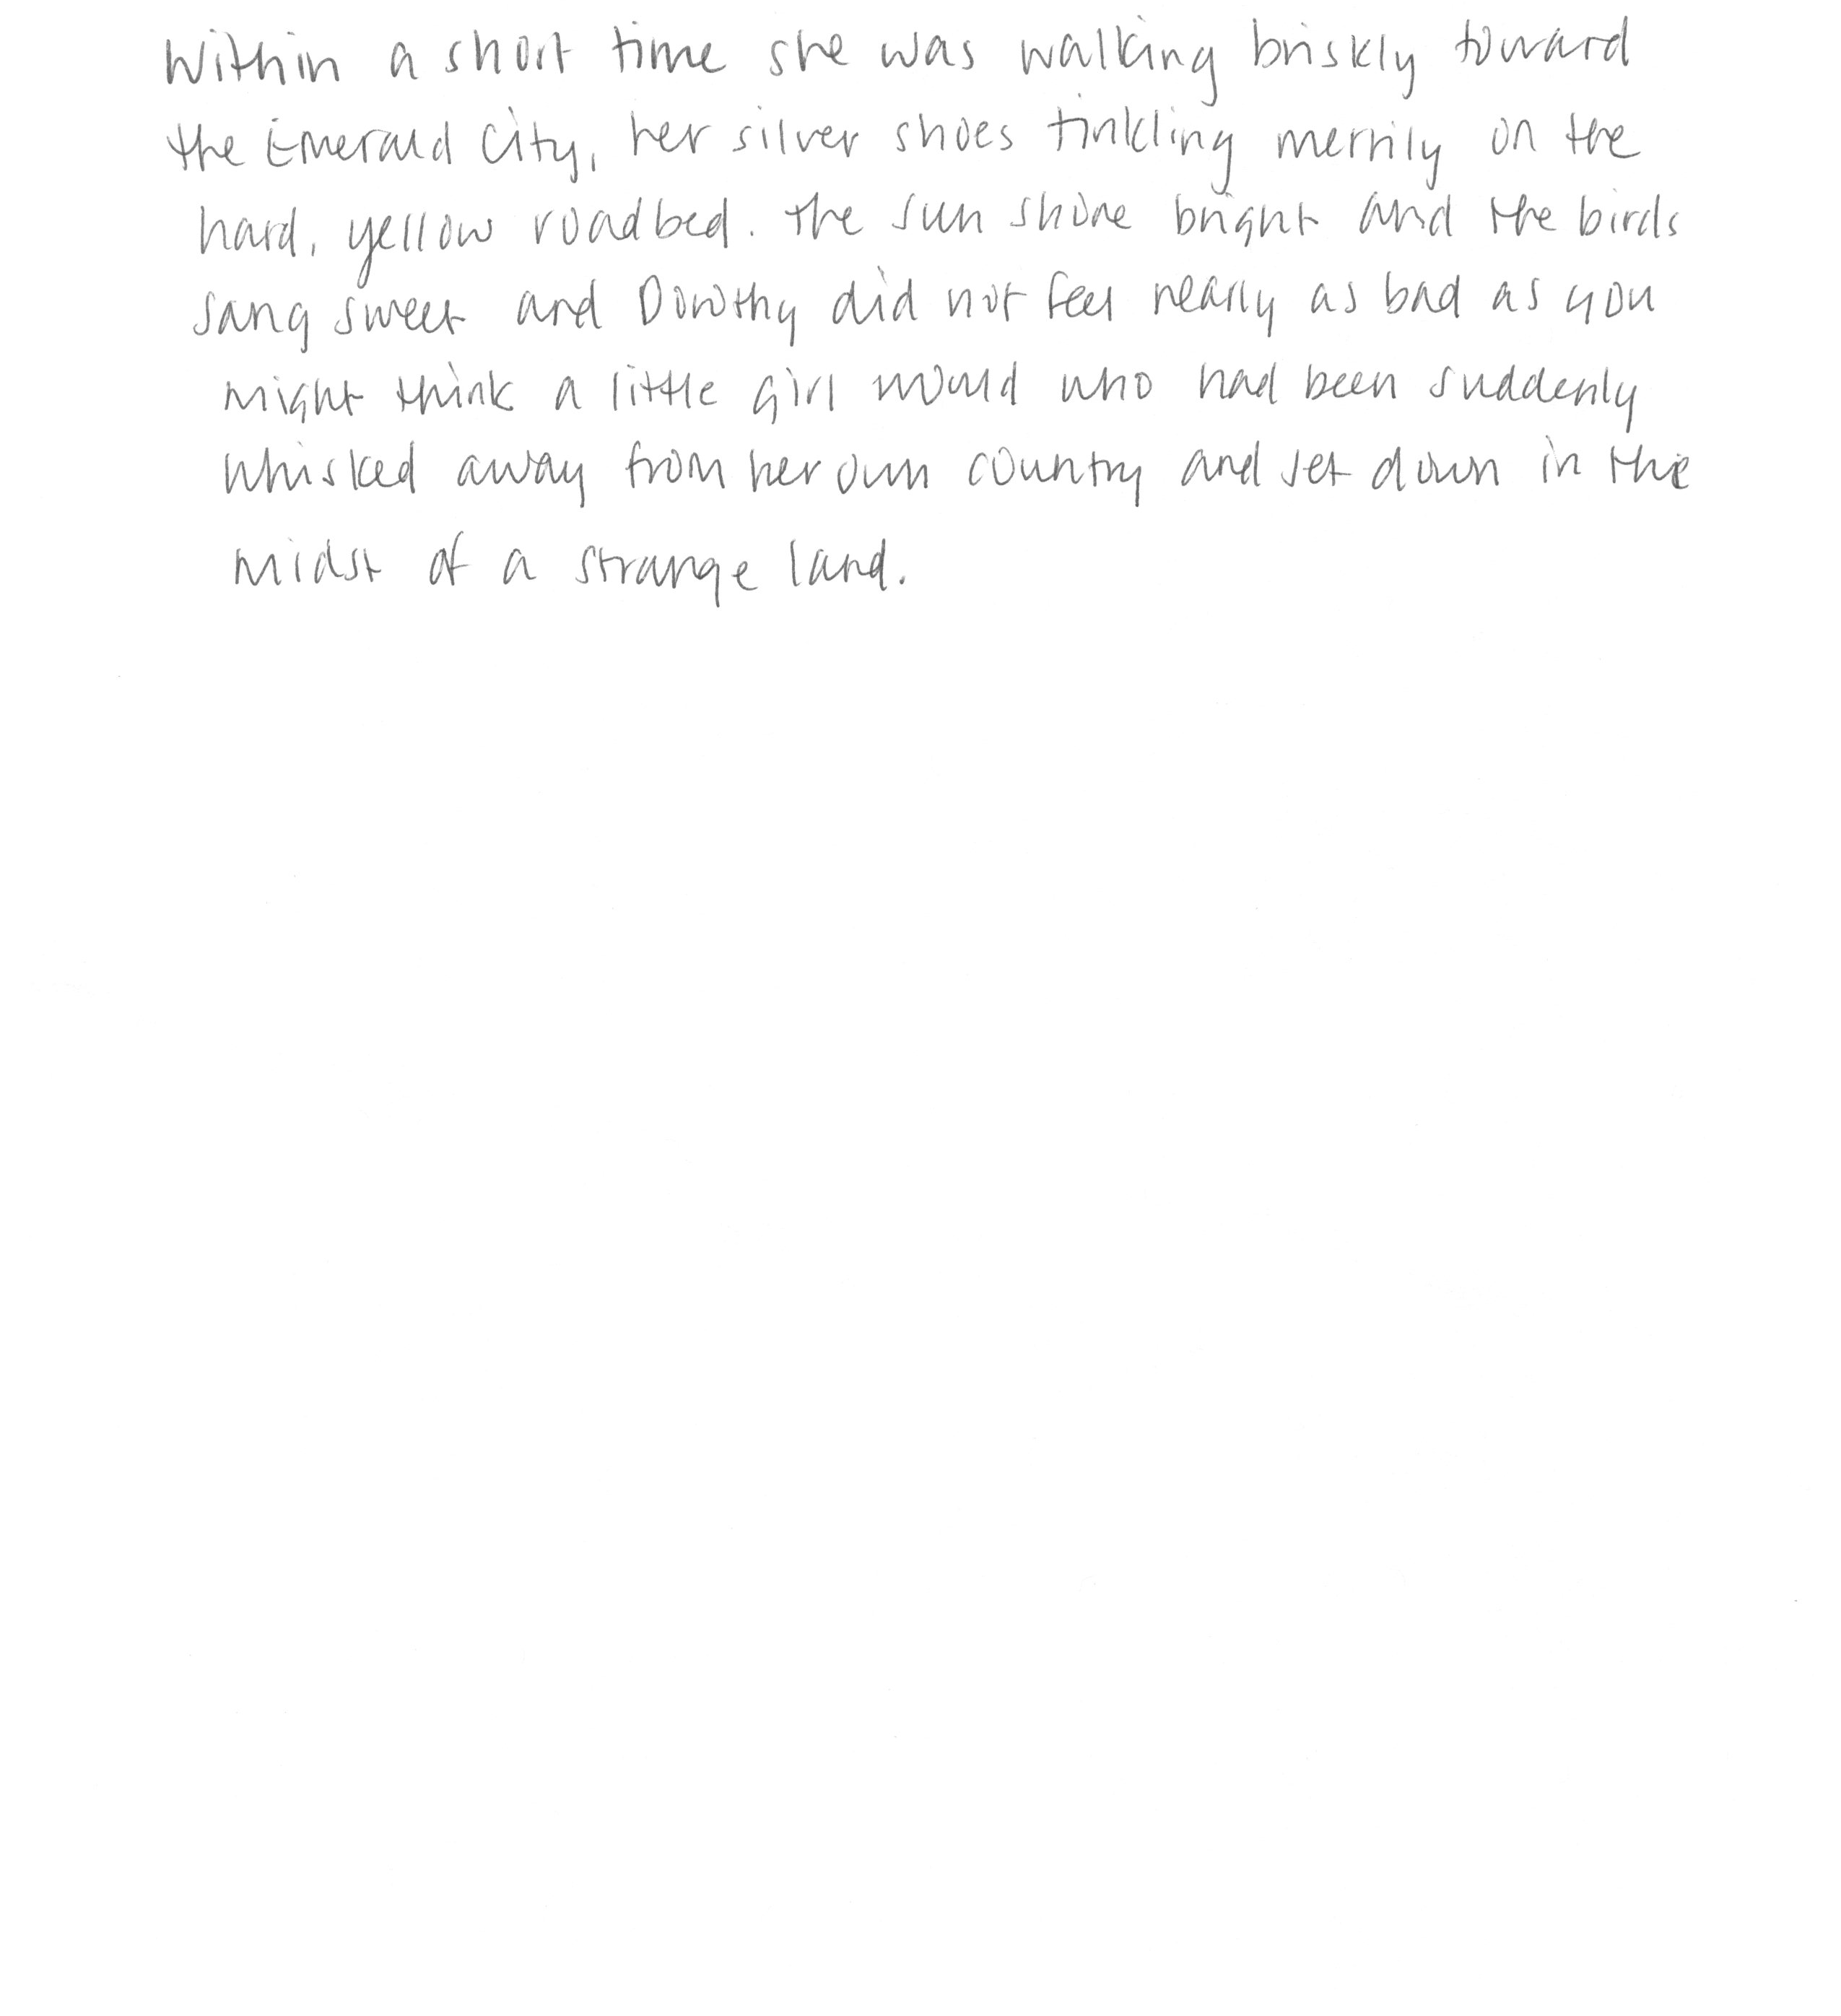 Within a short time she was walking briskly toward
the Emerald City, her silver shoes tinkling merrily on the
hard, yellow roadbed. the sun shone bright and the birds
sang sweet and Dorothy did not feel nearly as bad as you
might think a little girl would who had been suddenly
whisked away from her own country and set down in the
midst of a strange land.